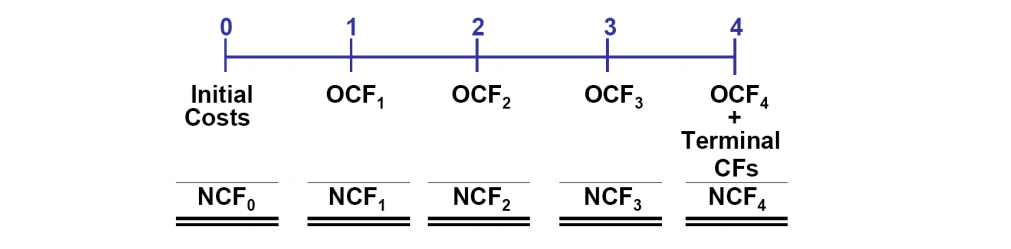 0 1 2 3 4
Initial OCF₁ OCF₂ OCF₃ OCF₄
Costs +
Terminal
CFs
NCF₀ NCF₁ NCF₂ NCF₃ NCF₄